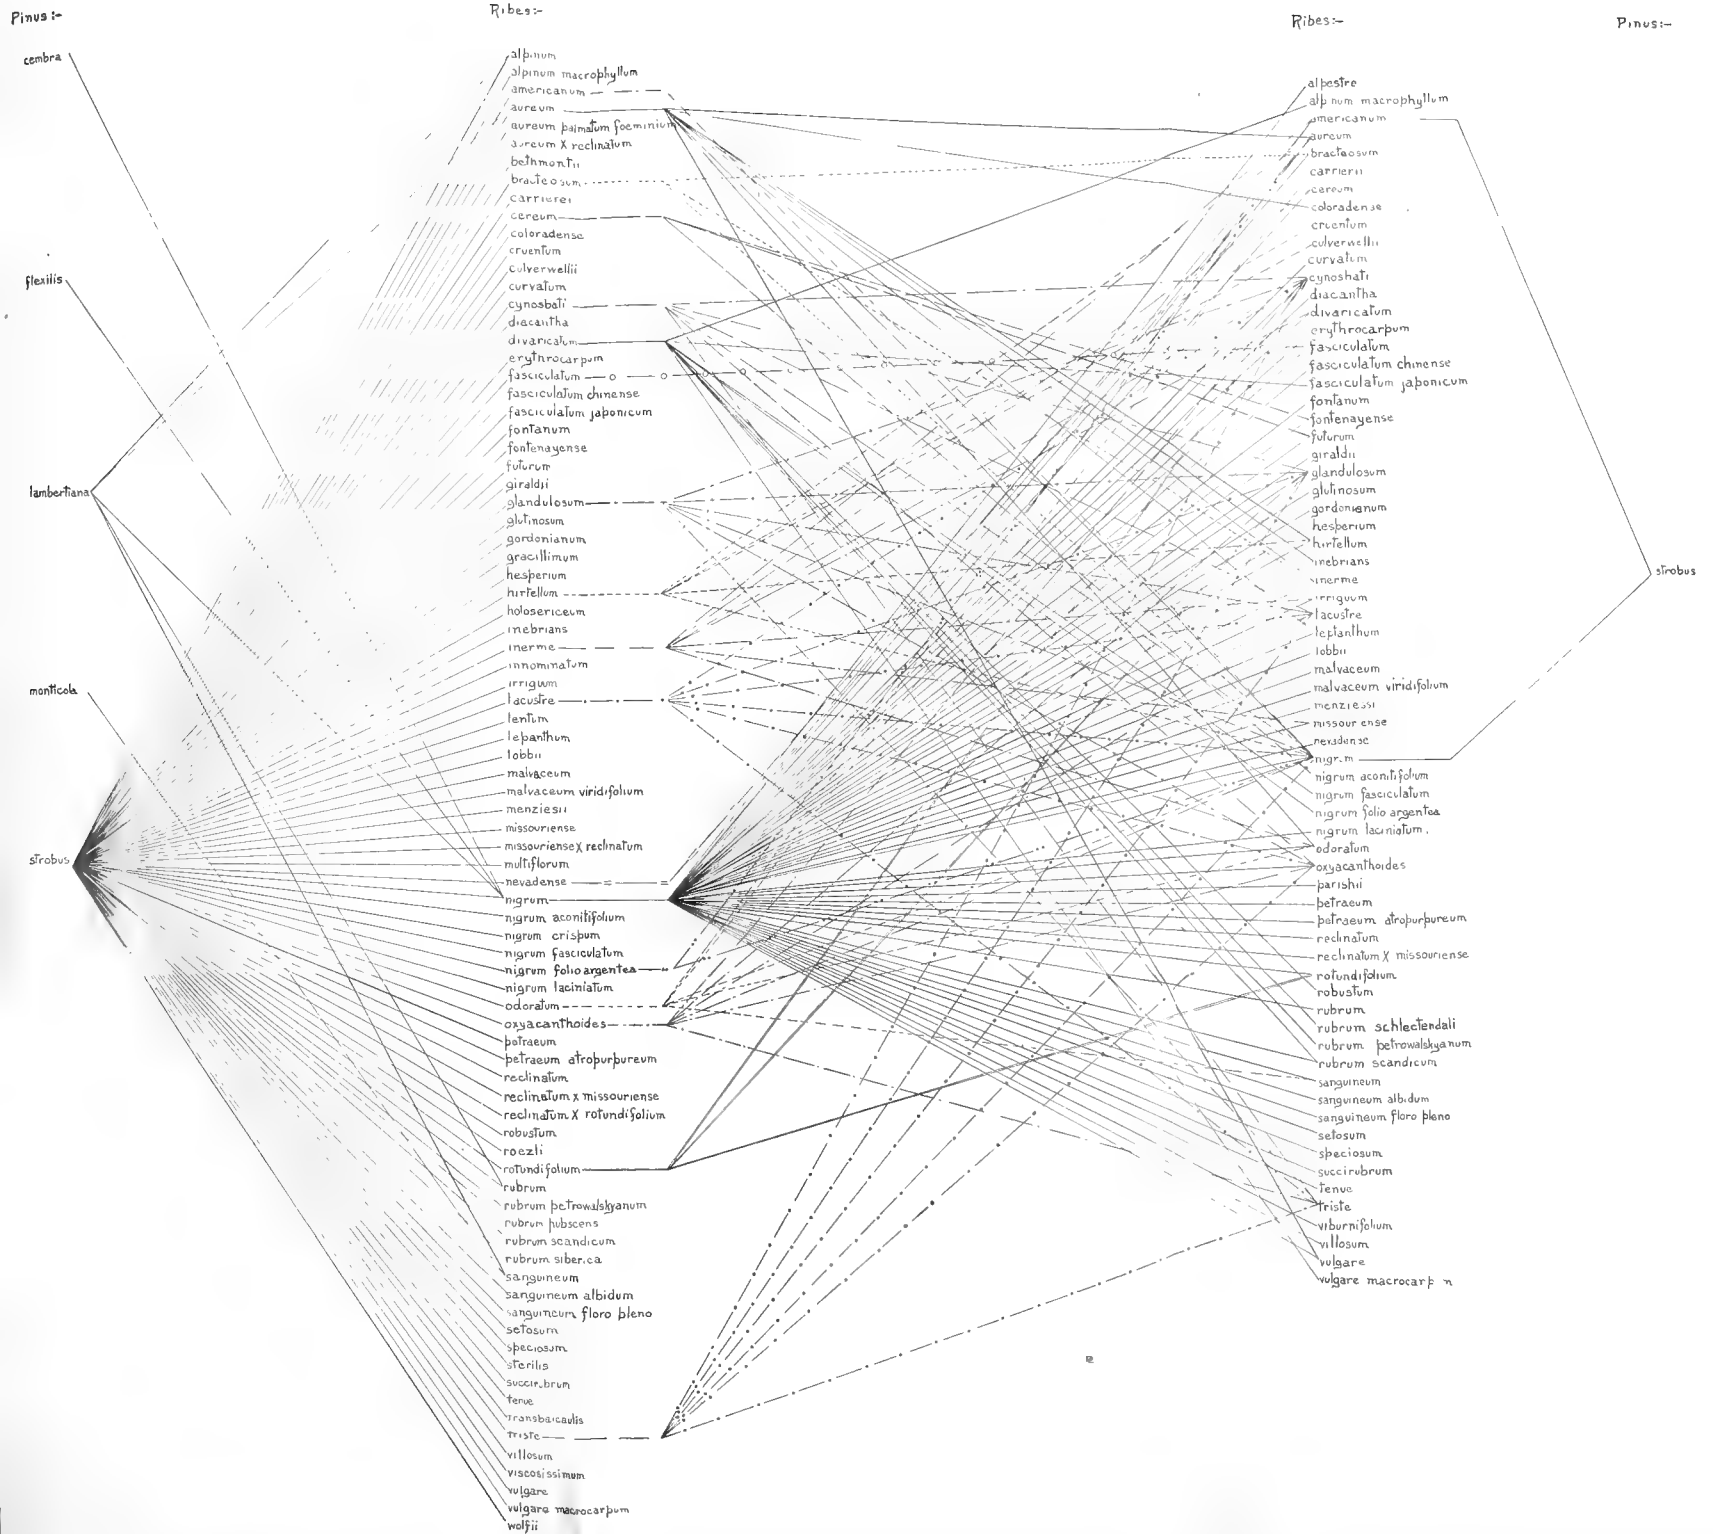 Pinus:-
cembra
flexilis
lambertiana
monticola
strobus
Ribes:-
alpinum
alpinum macrophyllum
americanum
aureum
aureum palmatum foeminium
aureum X reclinatum
bethmontii
bracteosum
carrierei
cereum
coloradense
cruentum
culverwellii
curvatum
cynosbati
diacantha
divaricatum
erythrocarpum
fasciculatum
fasciculatum chinense
fasciculatum japonicum
fontanum
fontenayense
futurum
giraldii
glandulosum
glutinosum
gordonianum
gracillimum
hesperium
hirtellum
holosericeum
inebrians
inerme
innominatum
irriguum
lacustre
lentum
lepanthum
lobbii
malvaceum
malvaceum viridifolium
menziesii
missouriense
missouriense X reclinatum
multiflorum
nevadense
nigrum
nigrum aconitifolium
nigrum crispum
nigrum fasciculatum
nigrum folio argentea
nigrum laciniatum
odoratum
oxyacanthoides
petraeum
petraeum atropurpureum
reclinatum
reclinatum x missouriense
reclinatum X rotundifolium
robustum
roezli
rotundifolium
rubrum
rubrum petrowalskyanum
rubrum pubscens
rubrum scandicum
rubrum siberica
sanguineum
sanguineum albidum
sanguineum floro pleno
setosum
speciosum
sterilis
succirubrum
tenue
transbaicaulis
triste
villosum
viscosissimum
vulgare
vulgare macrocarpum
wolfii
Ribes:-
alpestre
alpinum macrophyllum
americanum
aureum
bracteosum
carrierii
cereum
coloradense
cruentum
culverwellii
curvatum
cynosbati
diacantha
divaricatum
erythrocarpum
fasciculatum
fasciculatum chinense
fasciculatum japonicum
fontanum
fontenayense
futurum
giraldii
glandulosum
glutinosum
gordonianum
hesperium
hirtellum
inebrians
inerme
irriguum
lacustre
leptanthum
lobbii
malvaceum
malvaceum viridifolium
menziessi
missouriense
nevadense
nigrum
nigrum aconitifolium
nigrum fasciculatum
nigrum folio argentea
nigrum laciniatum.
odoratum
oxyacanthoides
parishii
petraeum
petraeum atropurpureum
reclinatum
reclinatum X missouriense
rotundifolium
robustum
rubrum
rubrum schlectendali
rubrum petrowalskyanum
rubrum scandicum
sanguineum
sanguineum albidum
sanguineum floro pleno
setosum
speciosum
succirubrum
tenue
triste
viburnifolium
villosum
vulgare
vulgare macrocarp n
Pinus:-
strobus